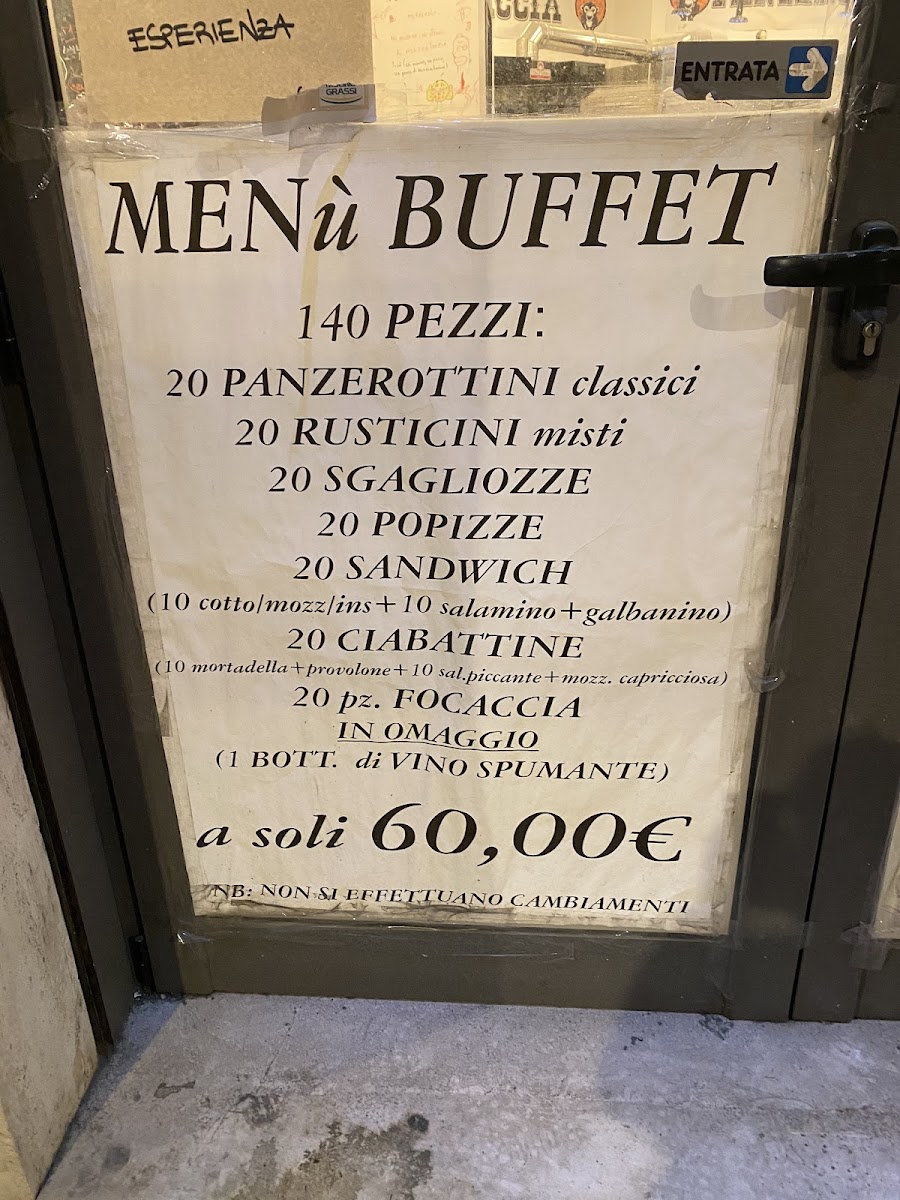 ESPERIENZA
GRASSI
CCIA
ENTRATA
MENù BUFFET
140 PEZZI:
20 PANZEROTTINI classici
20 RUSTICINI misti
20 SGAGLIOZZE
20 POPIZZE
20 SANDWICH
(10 cotto/mozz/ins+10 salamino+galbanino)
20 CIABATTINE
(10 mortadella+provolone+10 sal.piccante+mozz. capricciosa)
20 pz. FOCACCIA
IN OMAGGIO
(1 BOTT. di VINO SPUMANTE)
a soli 60,00€
NB: NON SI EFFETTUANO CAMBIAMENTI